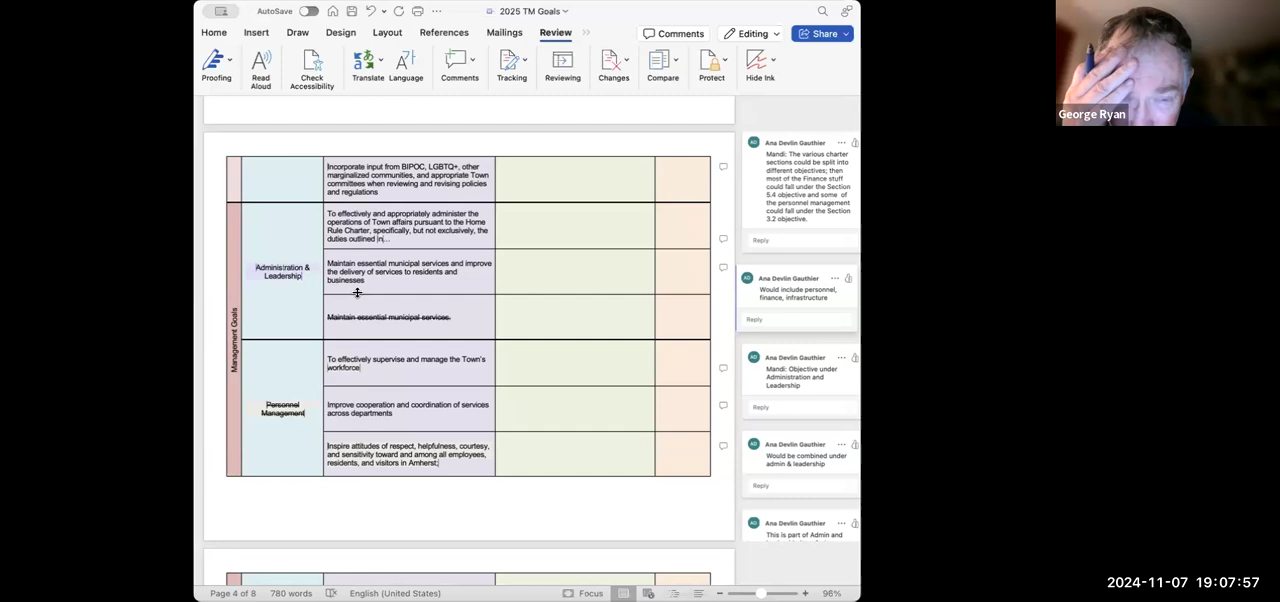 AutoSave
2025 TM Goals
Home Insert Draw Design Layout References Mailings Review
Comments Editing Share
Proofing
Read Aloud
Check Accessibility
Translate
Language
Comments
Tracking
Reviewing
Changes
Compare
Protect
Hide Ink
Incorporate input from BIPOC, LGBTQ+, other
marginalized communities, and appropriate Town
committees when reviewing and revising policies
and regulations
Management Goals
Administration &
Leadership
To effectively and appropriately administer the
operations of Town affairs pursuant to the Home
Rule Charter, specifically, but not exclusively, the
duties outlined in...
Maintain essential municipal services and improve
the delivery of services to residents and
businesses
Maintain essential municipal services.
Personnel
Management
To effectively supervise and manage the Town's
workforce
Improve cooperation and coordination of services
across departments
Inspire attitudes of respect, helpfulness, courtesy,
and sensitivity toward and among all employees,
residents, and visitors in Amherst;
AD Ana Devlin Gauthier
Mandi: The various charter
sections could be split into
different objectives; then
most of the Finance stuff
could fall under the Section
5.4 objective and some of
the personnel management
could fall under the Section
3.2 objective.
Reply
AD Ana Devlin Gauthier
Would include personnel,
finance, infrastructure
Reply
AD Ana Devlin Gauthier
Mandi: Objective under
Administration and
Leadership
Reply
AD Ana Devlin Gauthier
Would be combined under
admin & leadership
Reply
AD Ana Devlin Gauthier
This is part of Admin and
Page 4 of 8 780 words English (United States) Focus 96%
George Ryan
2024-11-07 19:07:57